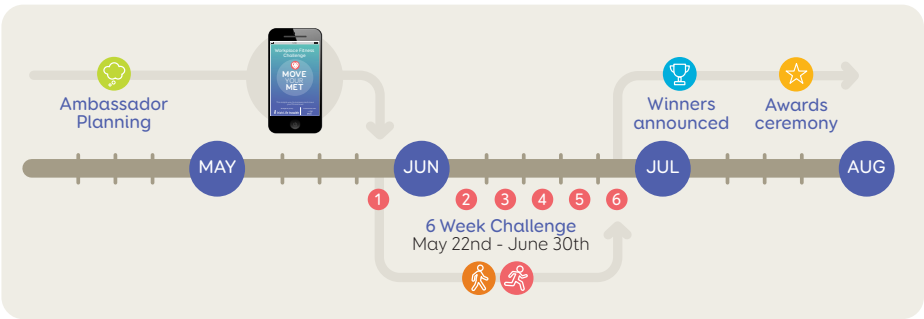 Workplace Fitness
Challenge
MOVE
YOUR
MET
Ambassador
Planning
Winners
announced
Awards
ceremony
MAY
JUN
JUL
AUG
1
2
3
4
5
6
6 Week Challenge
May 22nd - June 30th